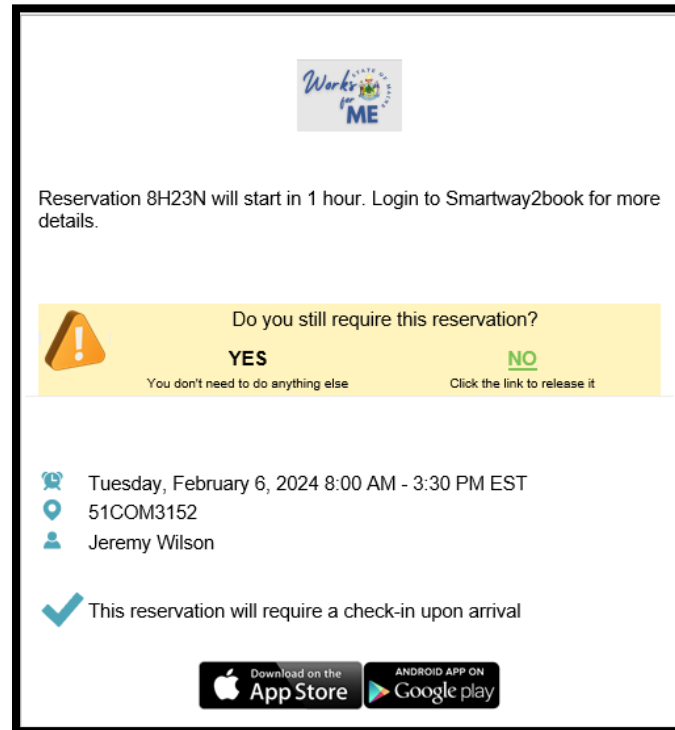 Works
for
ME
STATE OF MAINE
Reservation 8H23N will start in 1 hour. Login to Smartway2book for more
details.
Do you still require this reservation?
YES NO
You don't need to do anything else Click the link to release it
Tuesday, February 6, 2024 8:00 AM - 3:30 PM EST
51COM3152
Jeremy Wilson
This reservation will require a check-in upon arrival
Download on the ANDROID APP ON
App Store Google play